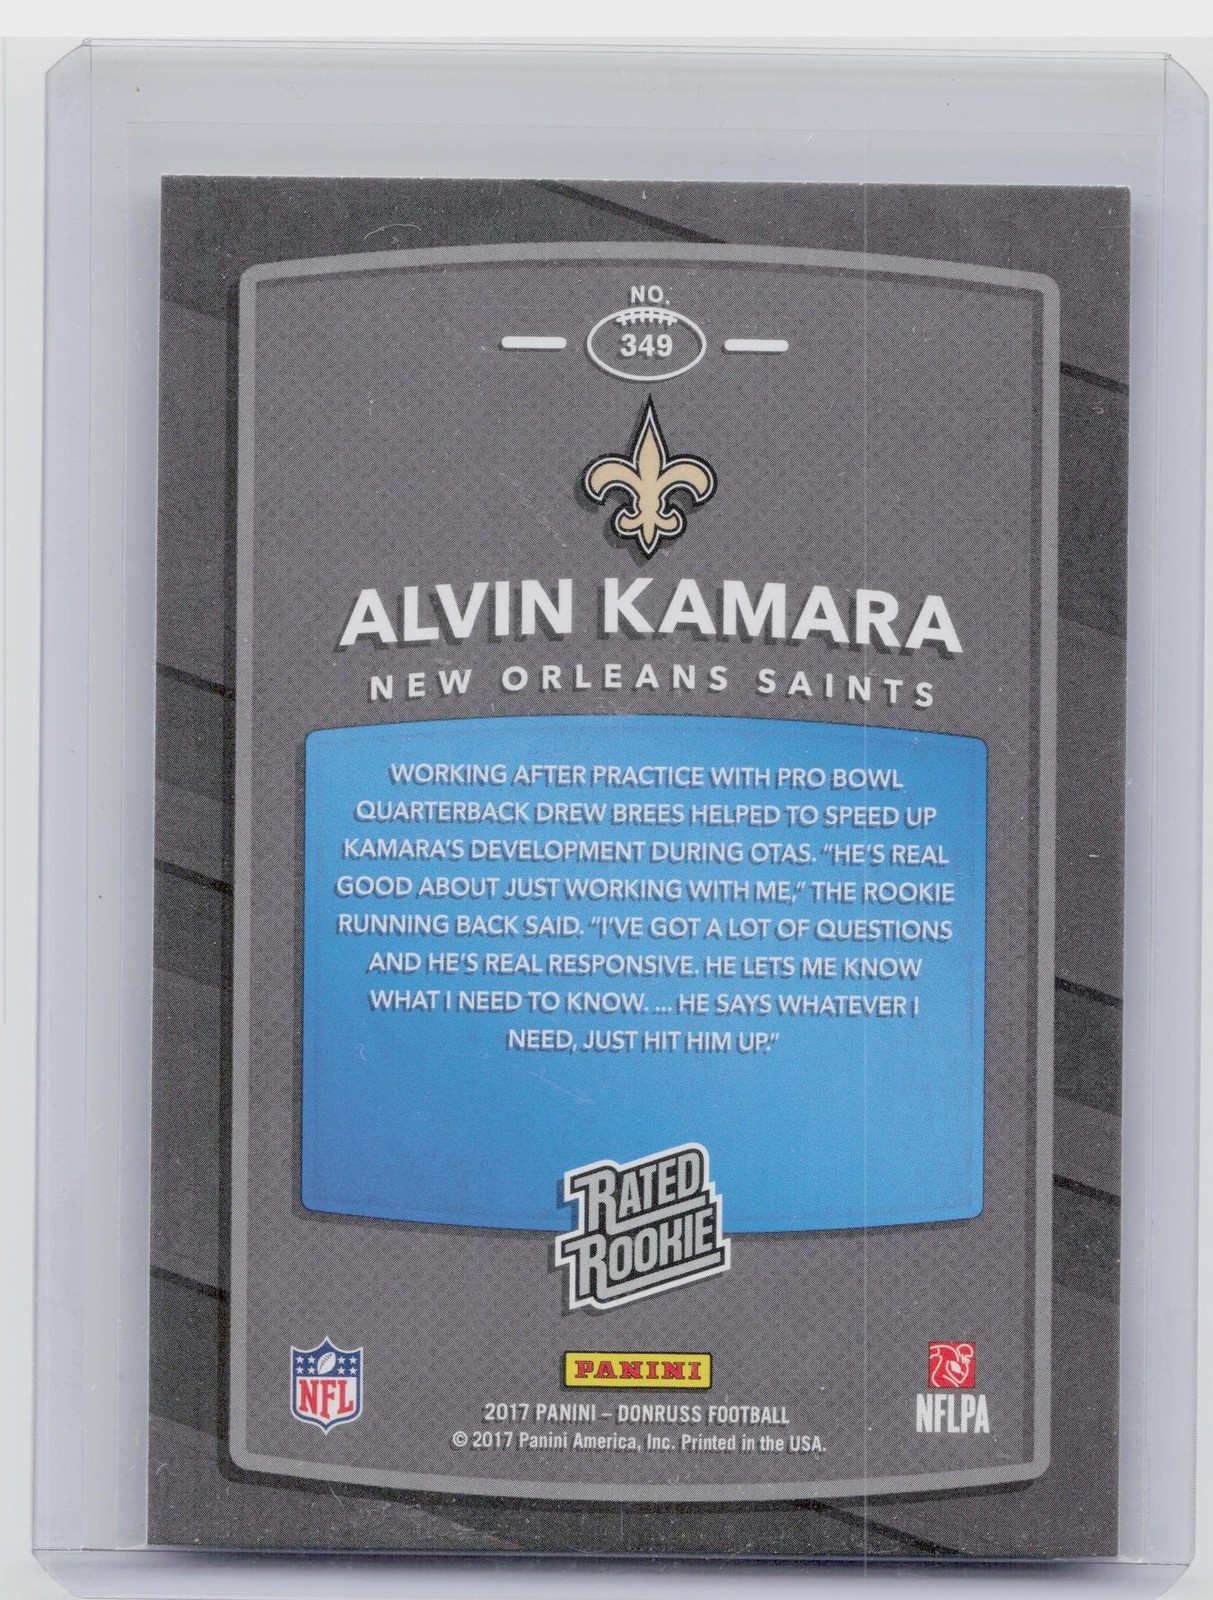 NO.
349
ALVIN KAMARA
NEW ORLEANS SAINTS
WORKING AFTER PRACTICE WITH PRO BOWL
QUARTERBACK DREW BREES HELPED TO SPEED UP
KAMARA'S DEVELOPMENT DURING OTAS. "HE'S REAL
GOOD ABOUT JUST WORKING WITH ME," THE ROOKIE
RUNNING BACK SAID. "I'VE GOT A LOT OF QUESTIONS
AND HE'S REAL RESPONSIVE. HE LETS ME KNOW
WHAT I NEED TO KNOW. ... HE SAYS WHATEVER I
NEED, JUST HIT HIM UP."
RATED
ROOKIE
NFL
PANINI
NFLPA
2017 PANINI – DONRUSS FOOTBALL
© 2017 Panini America, Inc. Printed in the USA.